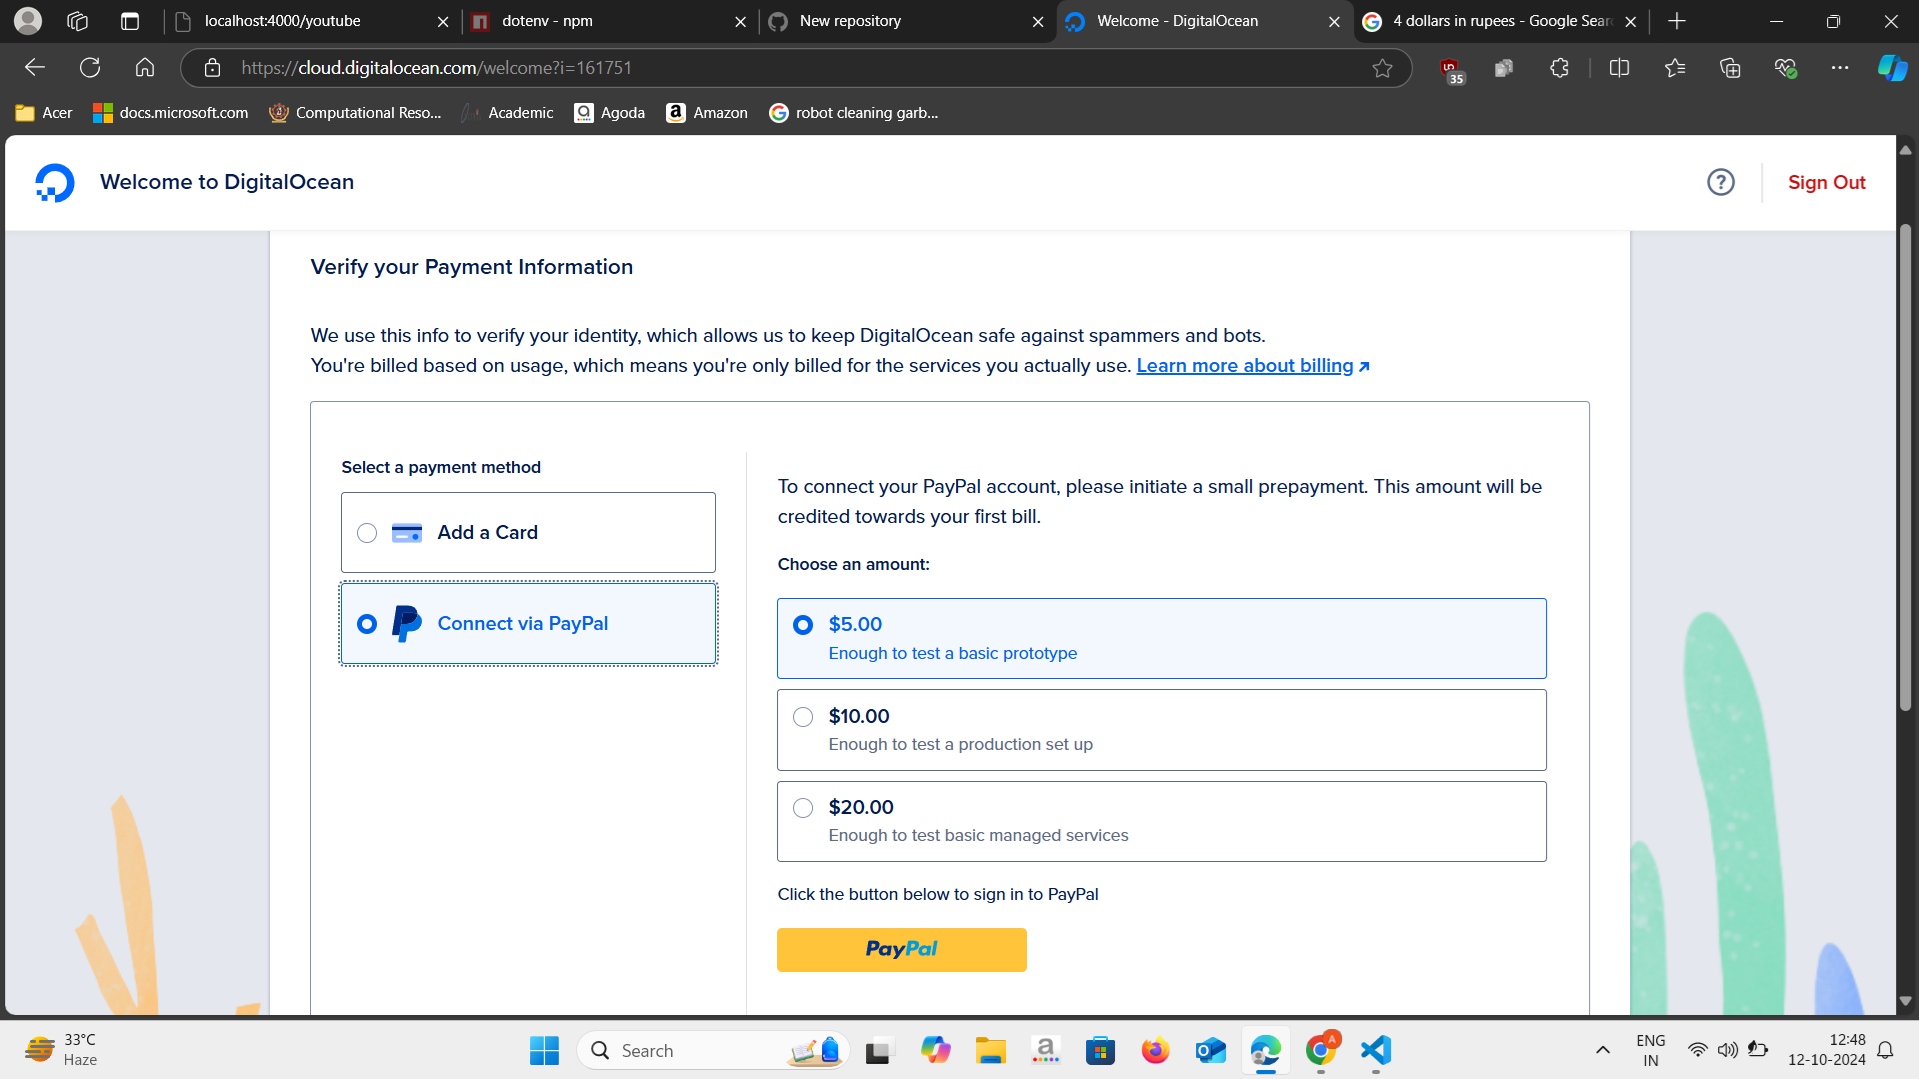 localhost:4000/youtube
dotenv - npm
New repository
Welcome - DigitalOcean
4 dollars in rupees - Google Sear
https://cloud.digitalocean.com/welcome?i=161751
35
Acer
docs.microsoft.com
Computational Reso...
Academic
Agoda
Amazon
robot cleaning garb...
Welcome to DigitalOcean
Sign Out
Verify your Payment Information
We use this info to verify your identity, which allows us to keep DigitalOcean safe against spammers and bots.
You're billed based on usage, which means you're only billed for the services you actually use. Learn more about billing
Select a payment method
Add a Card
Connect via PayPal
To connect your PayPal account, please initiate a small prepayment. This amount will be
credited towards your first bill.
Choose an amount:
$5.00
Enough to test a basic prototype
$10.00
Enough to test a production set up
$20.00
Enough to test basic managed services
Click the button below to sign in to PayPal
PayPal
33°C
Haze
Search
A
ENG
IN
12:48
12-10-2024